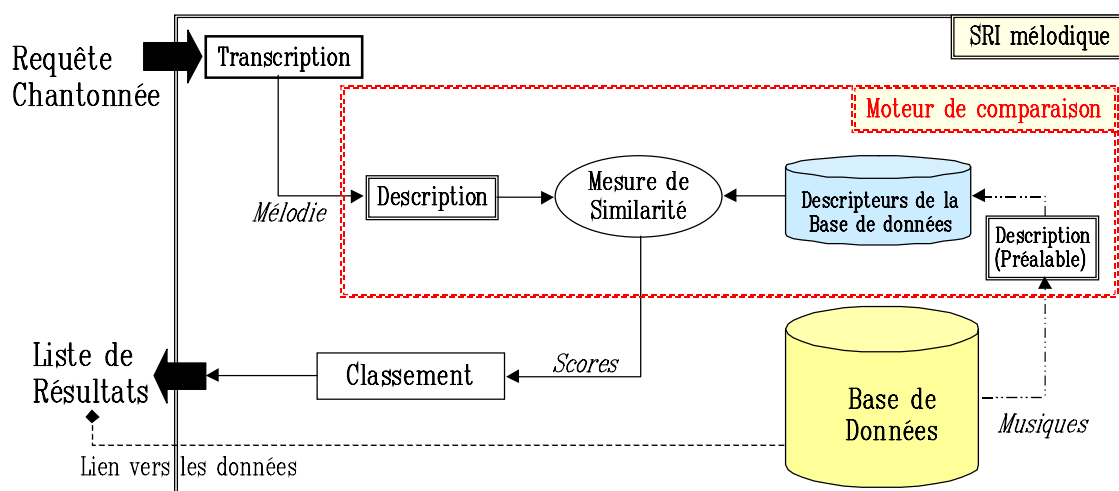 SRI mélodique
Requête
Chantonnée
Transcription
Moteur de comparaison
Mélodie
Description
Mesure de
Similarité
Descripteurs de la
Base de données
Description
(Préalable)
Liste de
Résultats
Classement
Scores
Base de
Données
Musiques
Lien vers les données